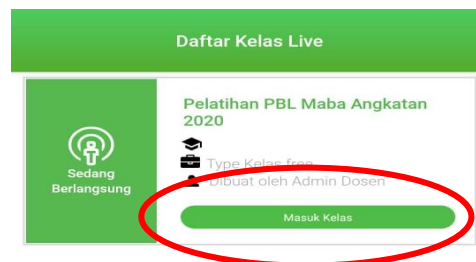 Daftar Kelas Live
Pelatihan PBL Maba Angkatan
2020
Type Kelas free
Dibuat oleh Admin Dosen
Sedang
Berlangsung
Masuk Kelas